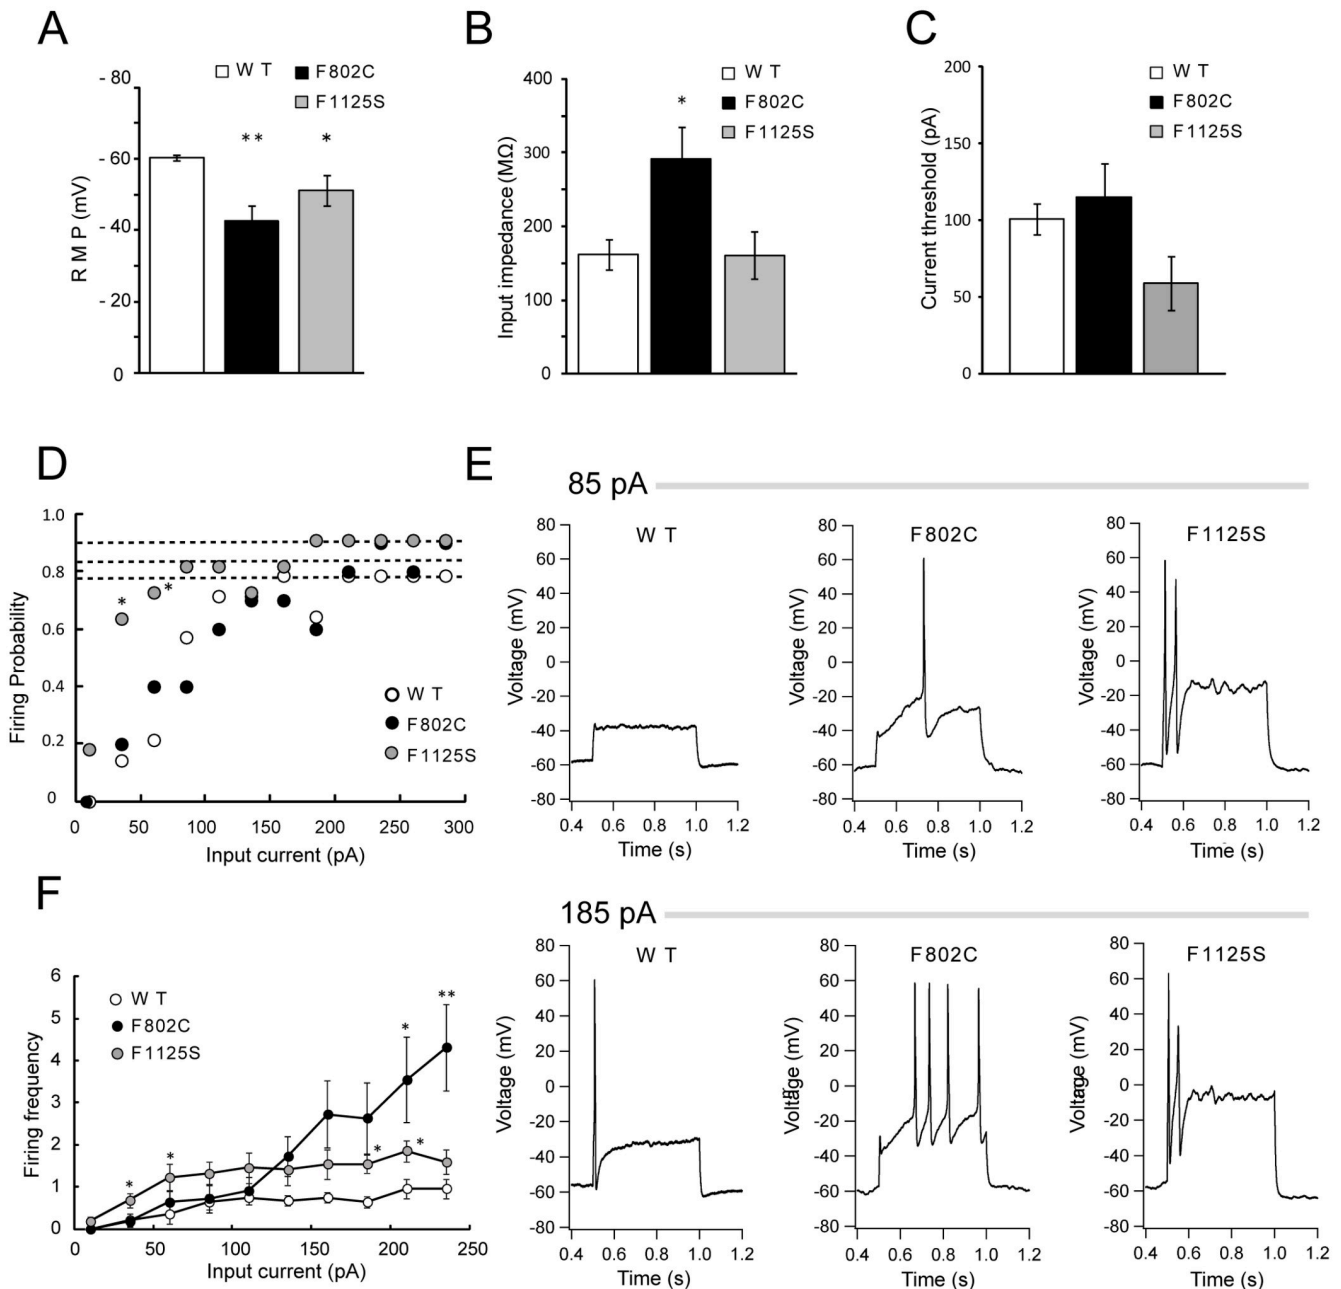 A
- 80
- 60
- 40
- 20
0
R M P (mV)
W T
F802C
F1125S
**
*
B
400
300
200
100
0
Input impedance (MΩ)
W T
F802C
F1125S
*
C
200
150
100
50
0
Current threshold (pA)
W T
F802C
F1125S
D
1.0
0.8
0.6
0.4
0.2
0
Firing Probability
*
*
W T
F802C
F1125S
0 50 100 150 200 250 300
Input current (pA)
E
85 pA
W T
80
60
40
20
0
-20
-40
-60
-80
Voltage (mV)
0.4 0.6 0.8 1.0 1.2
Time (s)
F802C
80
60
40
20
0
-20
-40
-60
-80
Voltage (mV)
0.4 0.6 0.8 1.0 1.2
Time (s)
F1125S
80
60
40
20
0
-20
-40
-60
-80
Voltage (mV)
0.4 0.6 0.8 1.0 1.2
Time (s)
185 pA
W T
80
60
40
20
0
-20
-40
-60
-80
Voltage (mV)
0.4 0.6 0.8 1.0 1.2
Time (s)
F802C
80
60
40
20
0
-20
-40
-60
-80
Voltage (mV)
0.4 0.6 0.8 1.0 1.2
Time (s)
F1125S
80
60
40
20
0
-20
-40
-60
-80
Voltage (mV)
0.4 0.6 0.8 1.0 1.2
Time (s)
F
6
5
4
3
2
1
0
Firing frequency
W T
F802C
F1125S
*
*
*
*
*
**
0 50 100 150 200 250
Input current (pA)